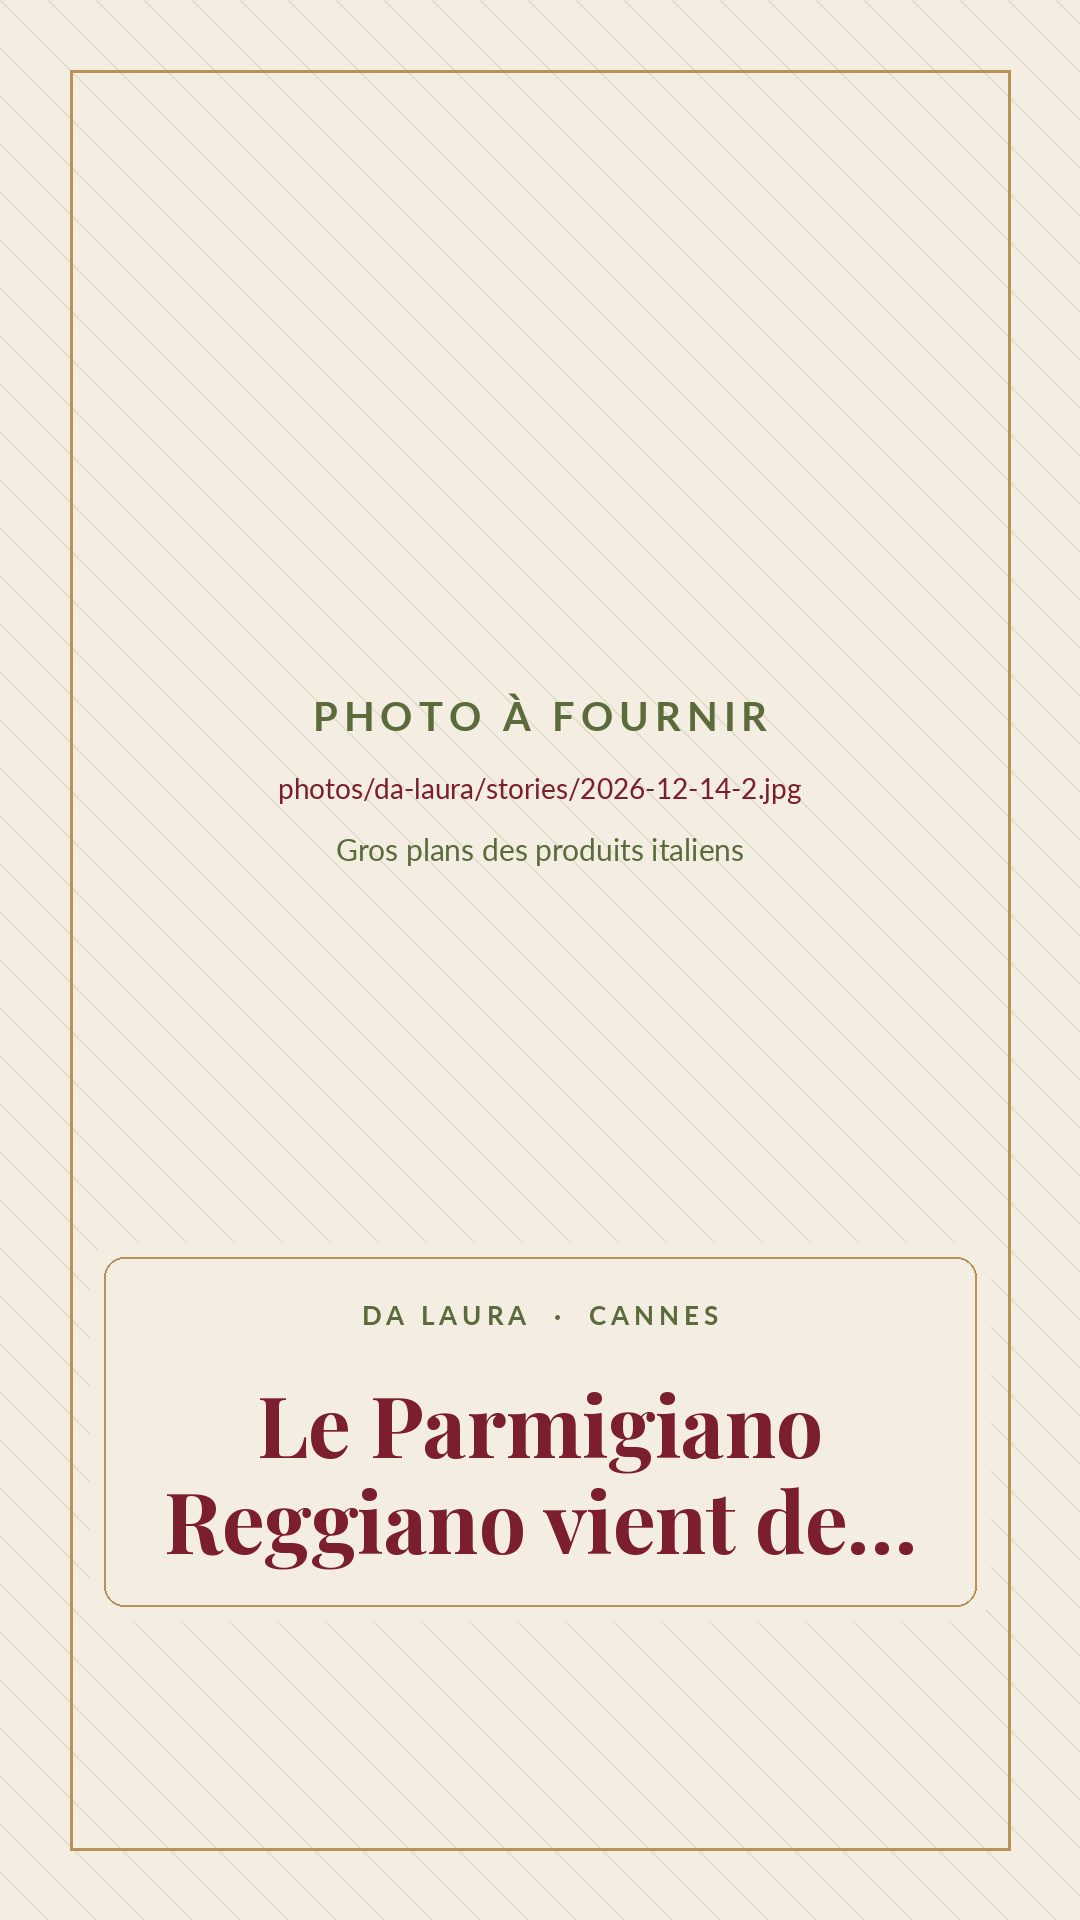 PHOTO À FOURNIR
photos/da-laura/stories/2026-12-14-2.jpg
Gros plans des produits italiens
DA LAURA · CANNES
Le Parmigiano
Reggiano vient de...